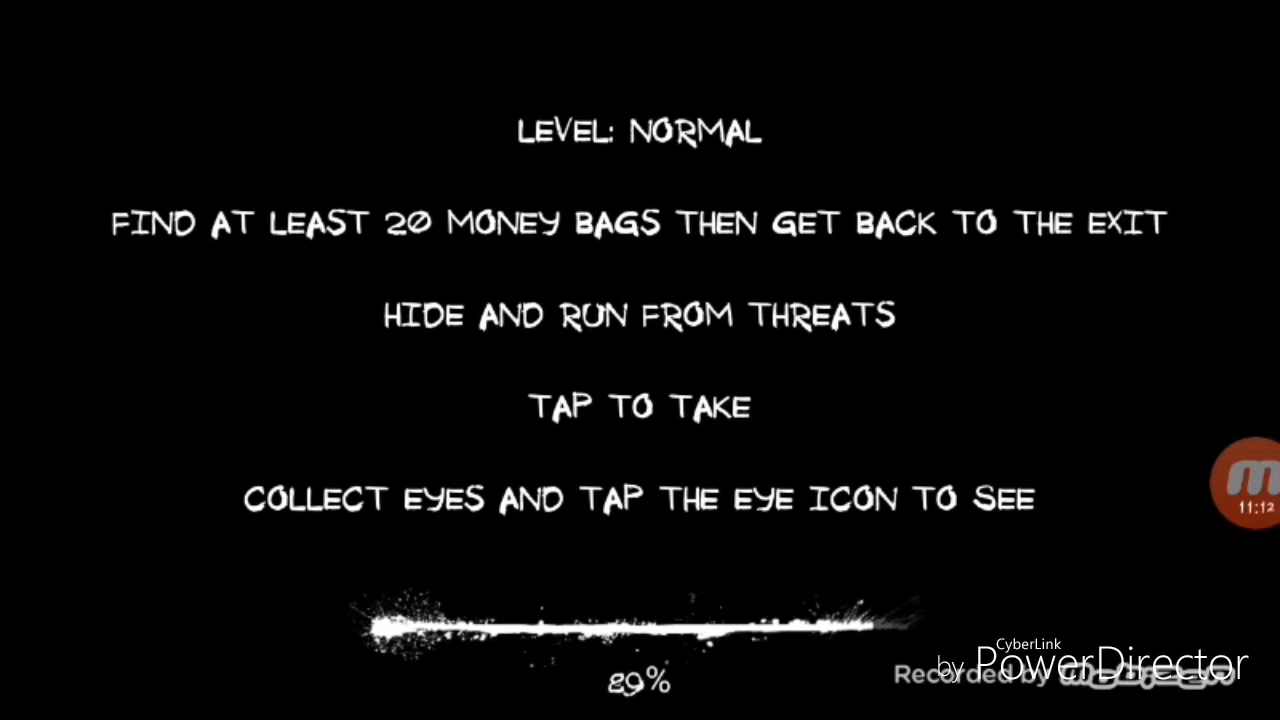 LEVEL: NORMAL
FIND AT LEAST 20 MONEY BAGS THEN GET BACK TO THE EXIT
HIDE AND RUN FROM THREATS
TAP TO TAKE
COLLECT EYES AND TAP THE EYE ICON TO SEE
11:12
89%
CyberLink
by PowerDirector
Recorded by